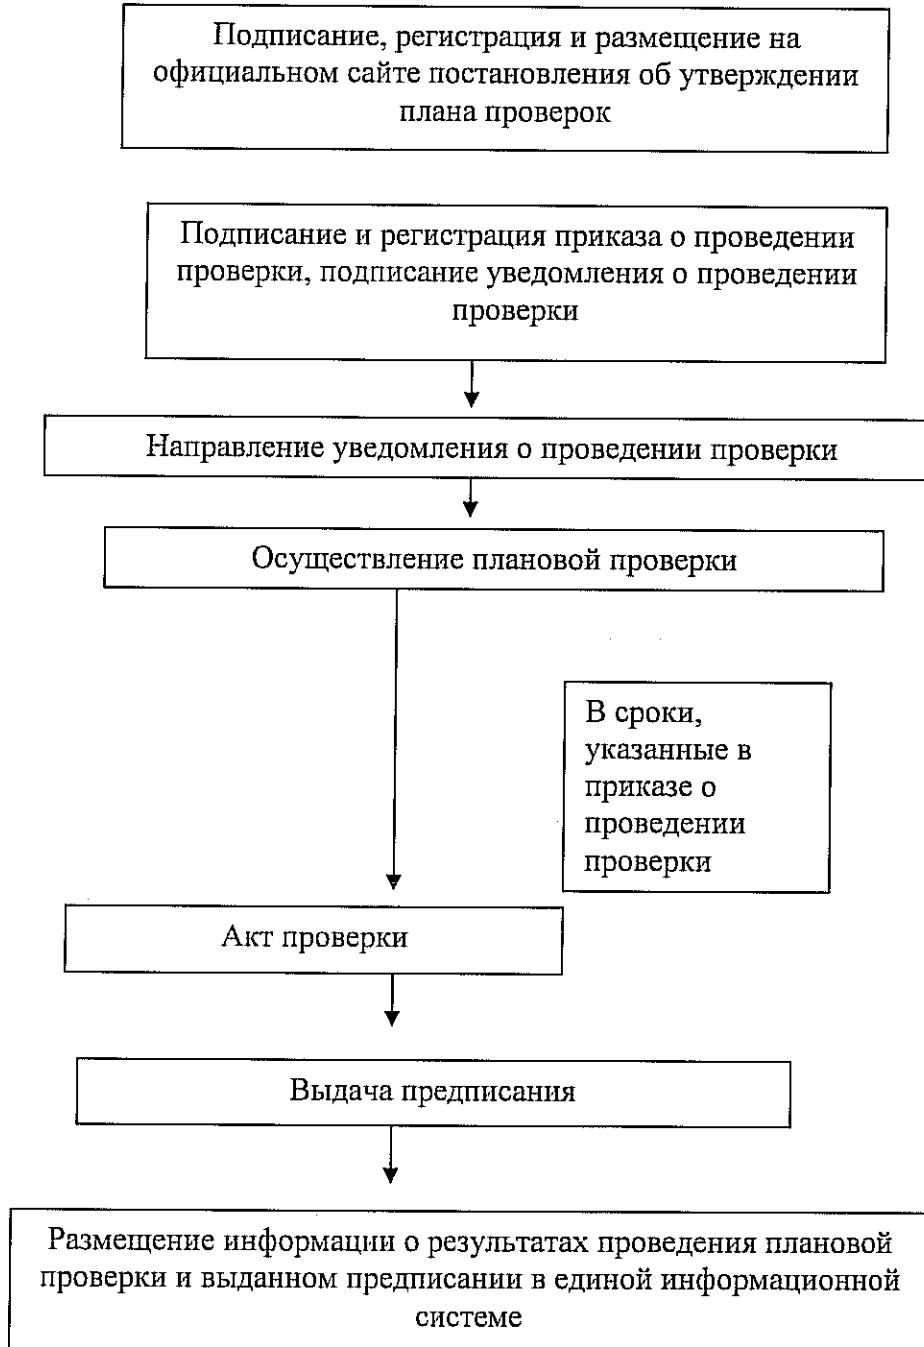 Подписание, регистрация и размещение на
официальном сайте постановления об утверждении
плана проверок
Подписание и регистрация приказа о проведении
проверки, подписание уведомления о проведении
проверки
Направление уведомления о проведении проверки
Осуществление плановой проверки
В сроки,
указанные в
приказе о
проведении
проверки
Акт проверки
Выдача предписания
Размещение информации о результатах проведения плановой
проверки и выданном предписании в единой информационной
системе